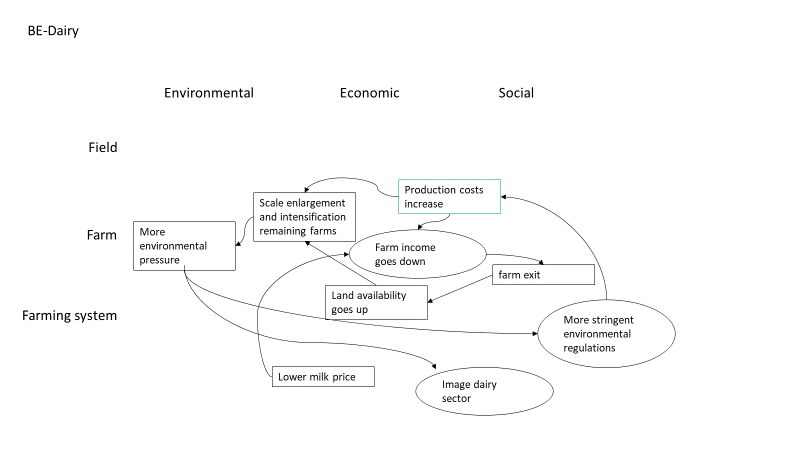 BE-Dairy
Environmental
Economic
Social
Field
Farm
Farming system
Production costs
increase
Scale enlargement
and intensification
remaining farms
More
environmental
pressure
Farm income
goes down
farm exit
Land availability
goes up
More stringent
environmental
regulations
Lower milk price
Image dairy
sector